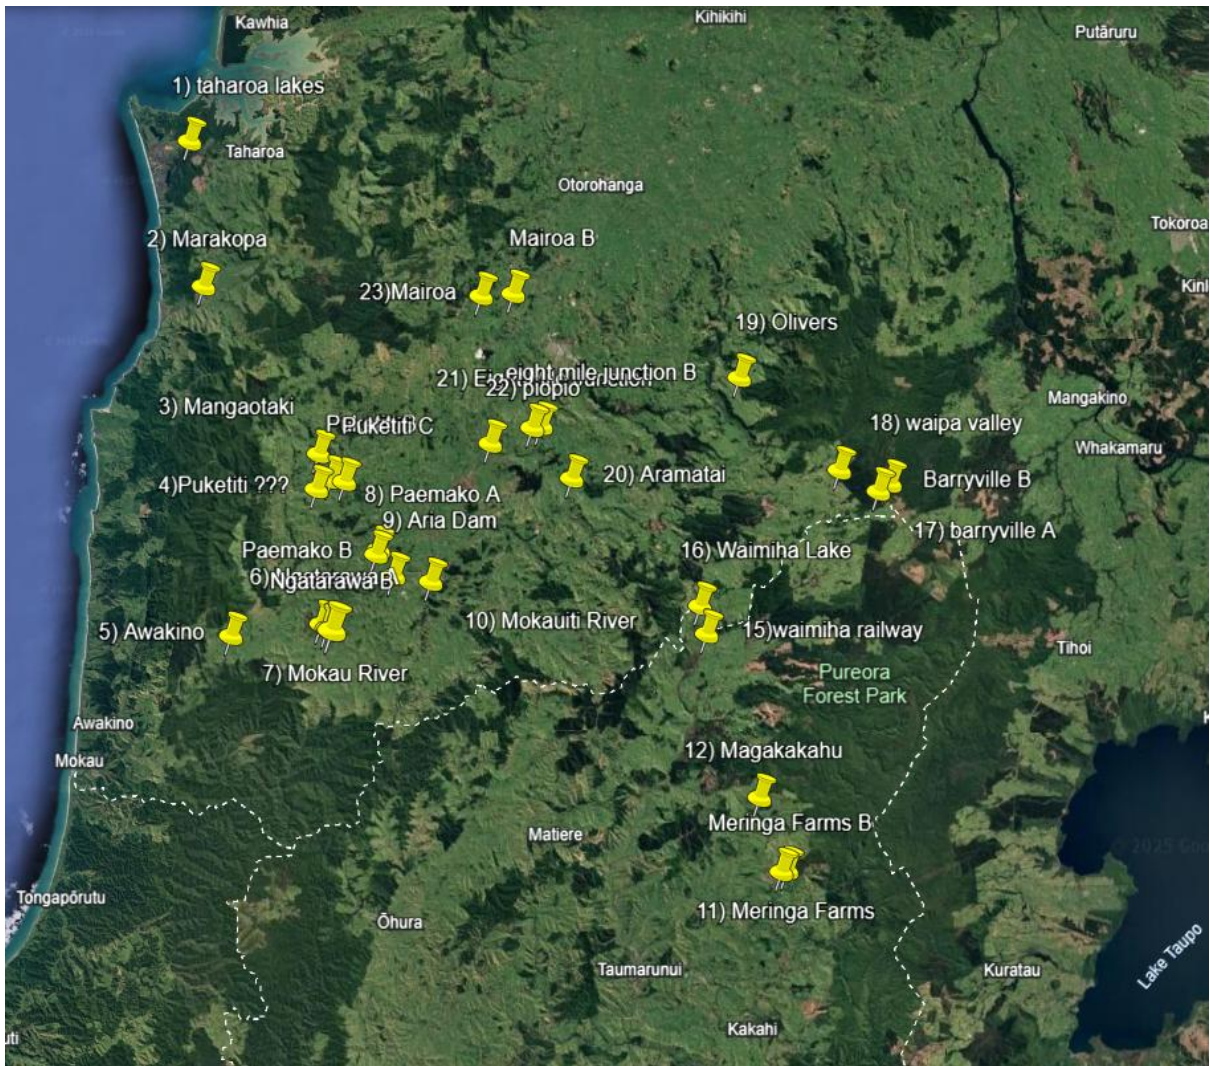 Kawhia
Kihikihi
Putāruru
1) taharoa lakes
Taharoa
Otorohanga
Tokoroa
2) Marakopa
Mairoa B
23)Mairoa
Kinl
19) Olivers
eight mile junction B
22) piopio
3) Mangaotaki
Mangakino
Puketiti C
18) waipa valley
Whakamaru
4)Puketiti ???
8) Paemako A
20) Aramatai
Barryville B
9) Aria Dam
17) barryville A
Paemako B
16) Waimiha Lake
Ngatarawa B
5) Awakino
10) Mokauiti River
15)waimiha railway
Tihoi
7) Mokau River
Pureora
Forest Park
Awakino
Mokau
12) Magakakahu
Meringa Farms B
Matiere
Tongapōrutu
Ōhura
11) Meringa Farms
Taumarunui
Kuratau
Lake Taupo
Kakahi
uti